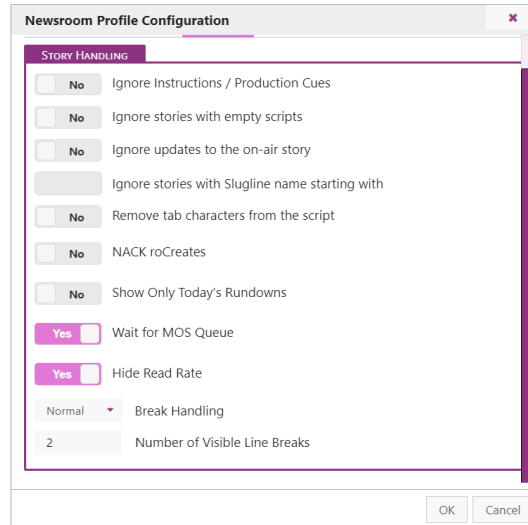 Newsroom Profile Configuration
Story Handling
No Ignore Instructions / Production Cues
No Ignore stories with empty scripts
No Ignore updates to the on-air story
Ignore stories with Slugline name starting with
No Remove tab characters from the script
No NACK roCreates
No Show Only Today's Rundowns
Yes Wait for MOS Queue
Yes Hide Read Rate
Normal Break Handling
2 Number of Visible Line Breaks
OK Cancel